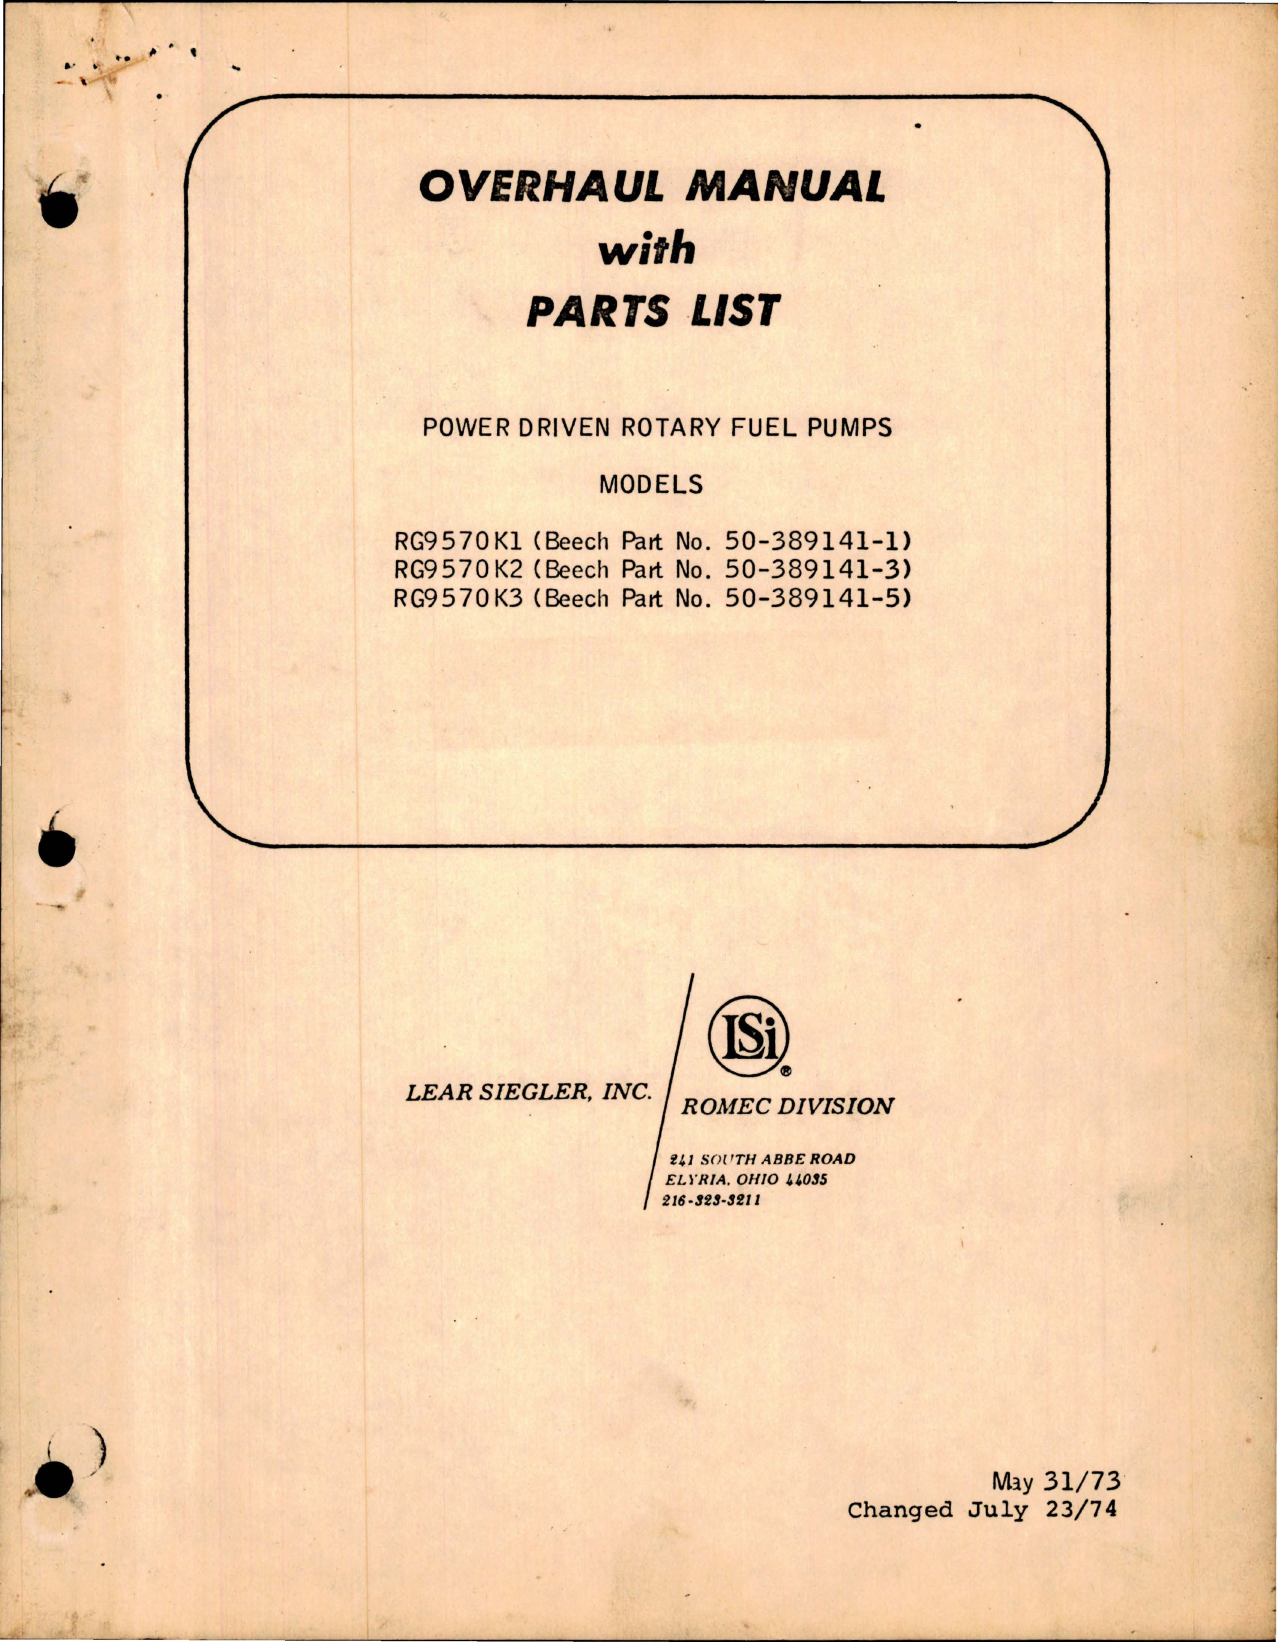 OVERHAUL MANUAL
with
PARTS LIST
POWER DRIVEN ROTARY FUEL PUMPS
MODELS
RG9570K1 (Beech Part No. 50-389141-1)
RG9570K2 (Beech Part No. 50-389141-3)
RG9570K3 (Beech Part No. 50-389141-5)
LSi®
LEAR SIEGLER, INC.
ROMEC DIVISION
241 SOUTH ABBE ROAD
ELYRIA, OHIO 44035
216-323-3211
May 31/73
Changed July 23/74